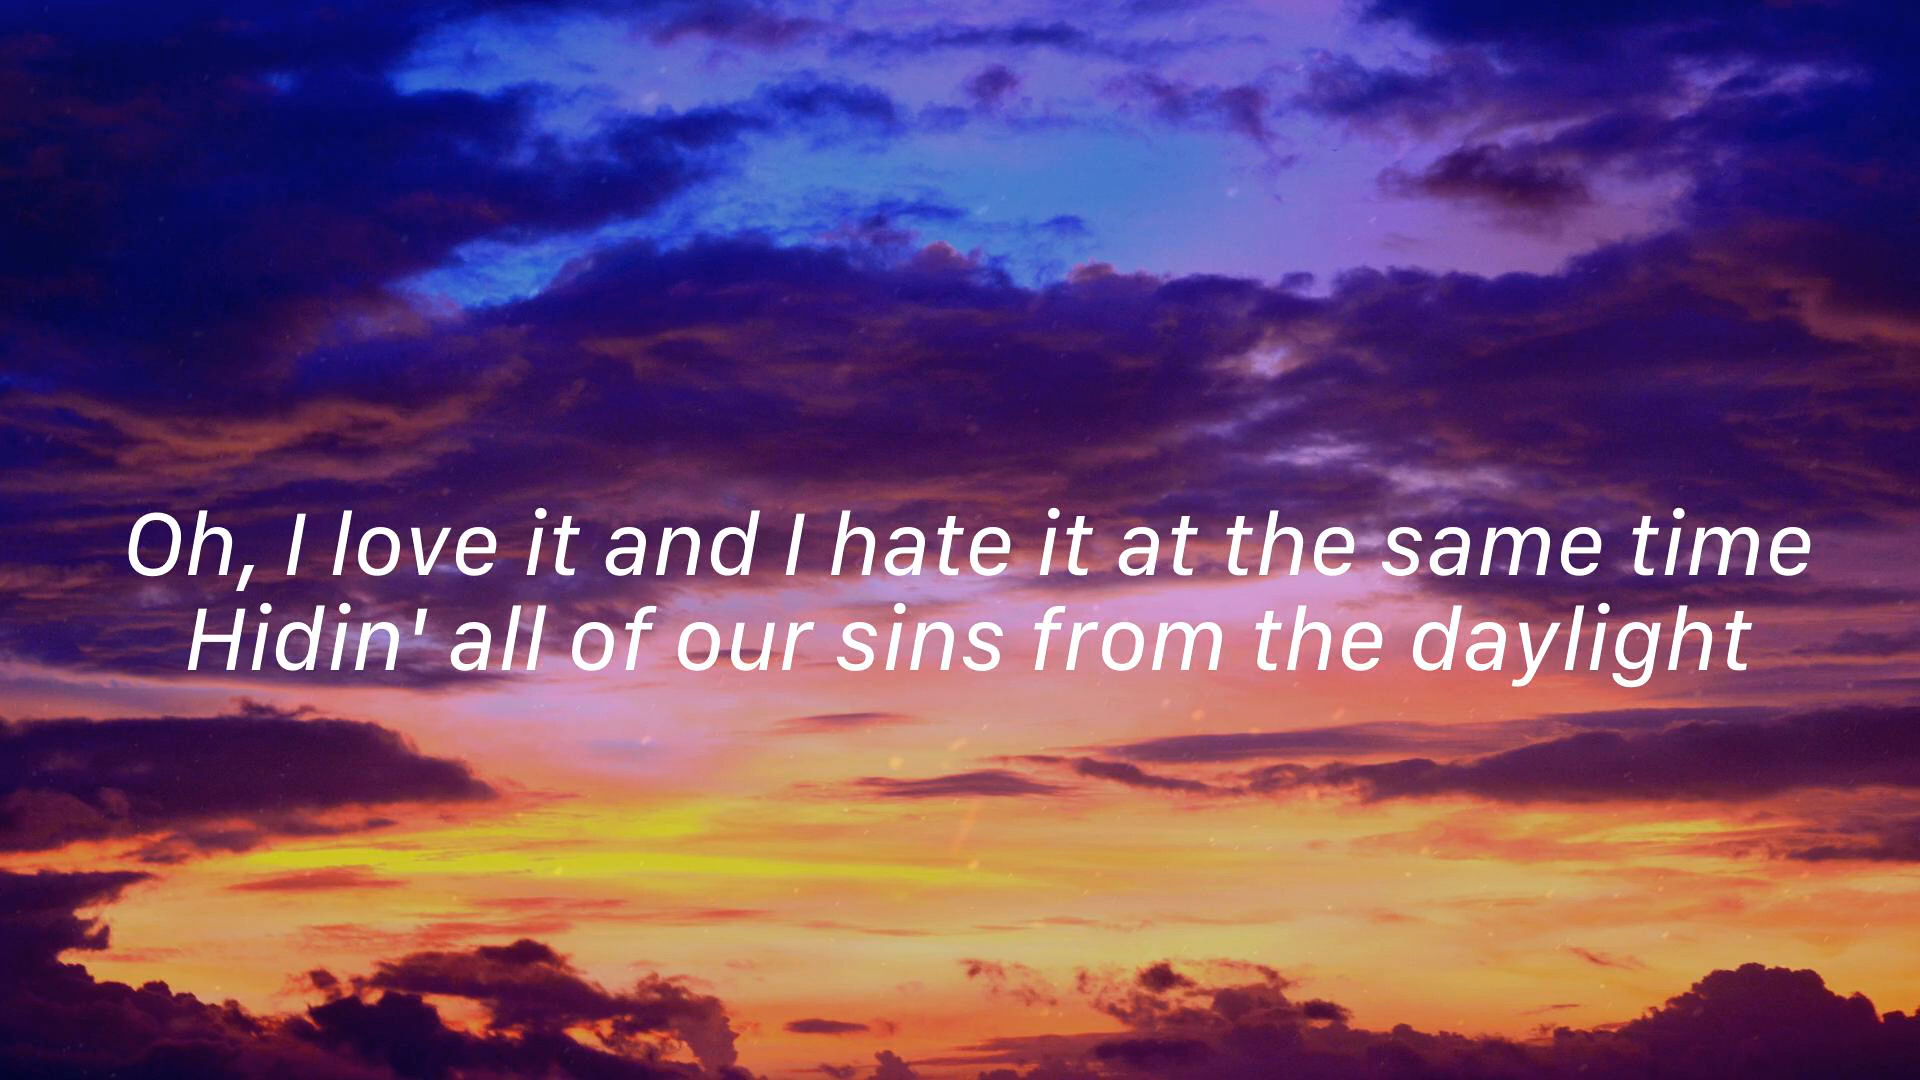 Oh, I love it and I hate it at the same time
Hidin' all of our sins from the daylight